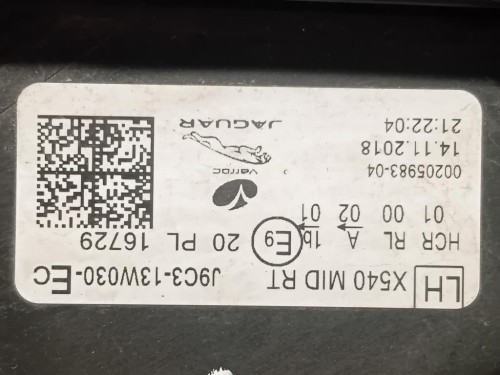 LH X540 MID RT J9C3-13W030-EC
HCR RL A 1b E9 20 PL 16729
01 00 02 01
00205983-04
14.11.2018
21:22:04
varroc
JAGUAR